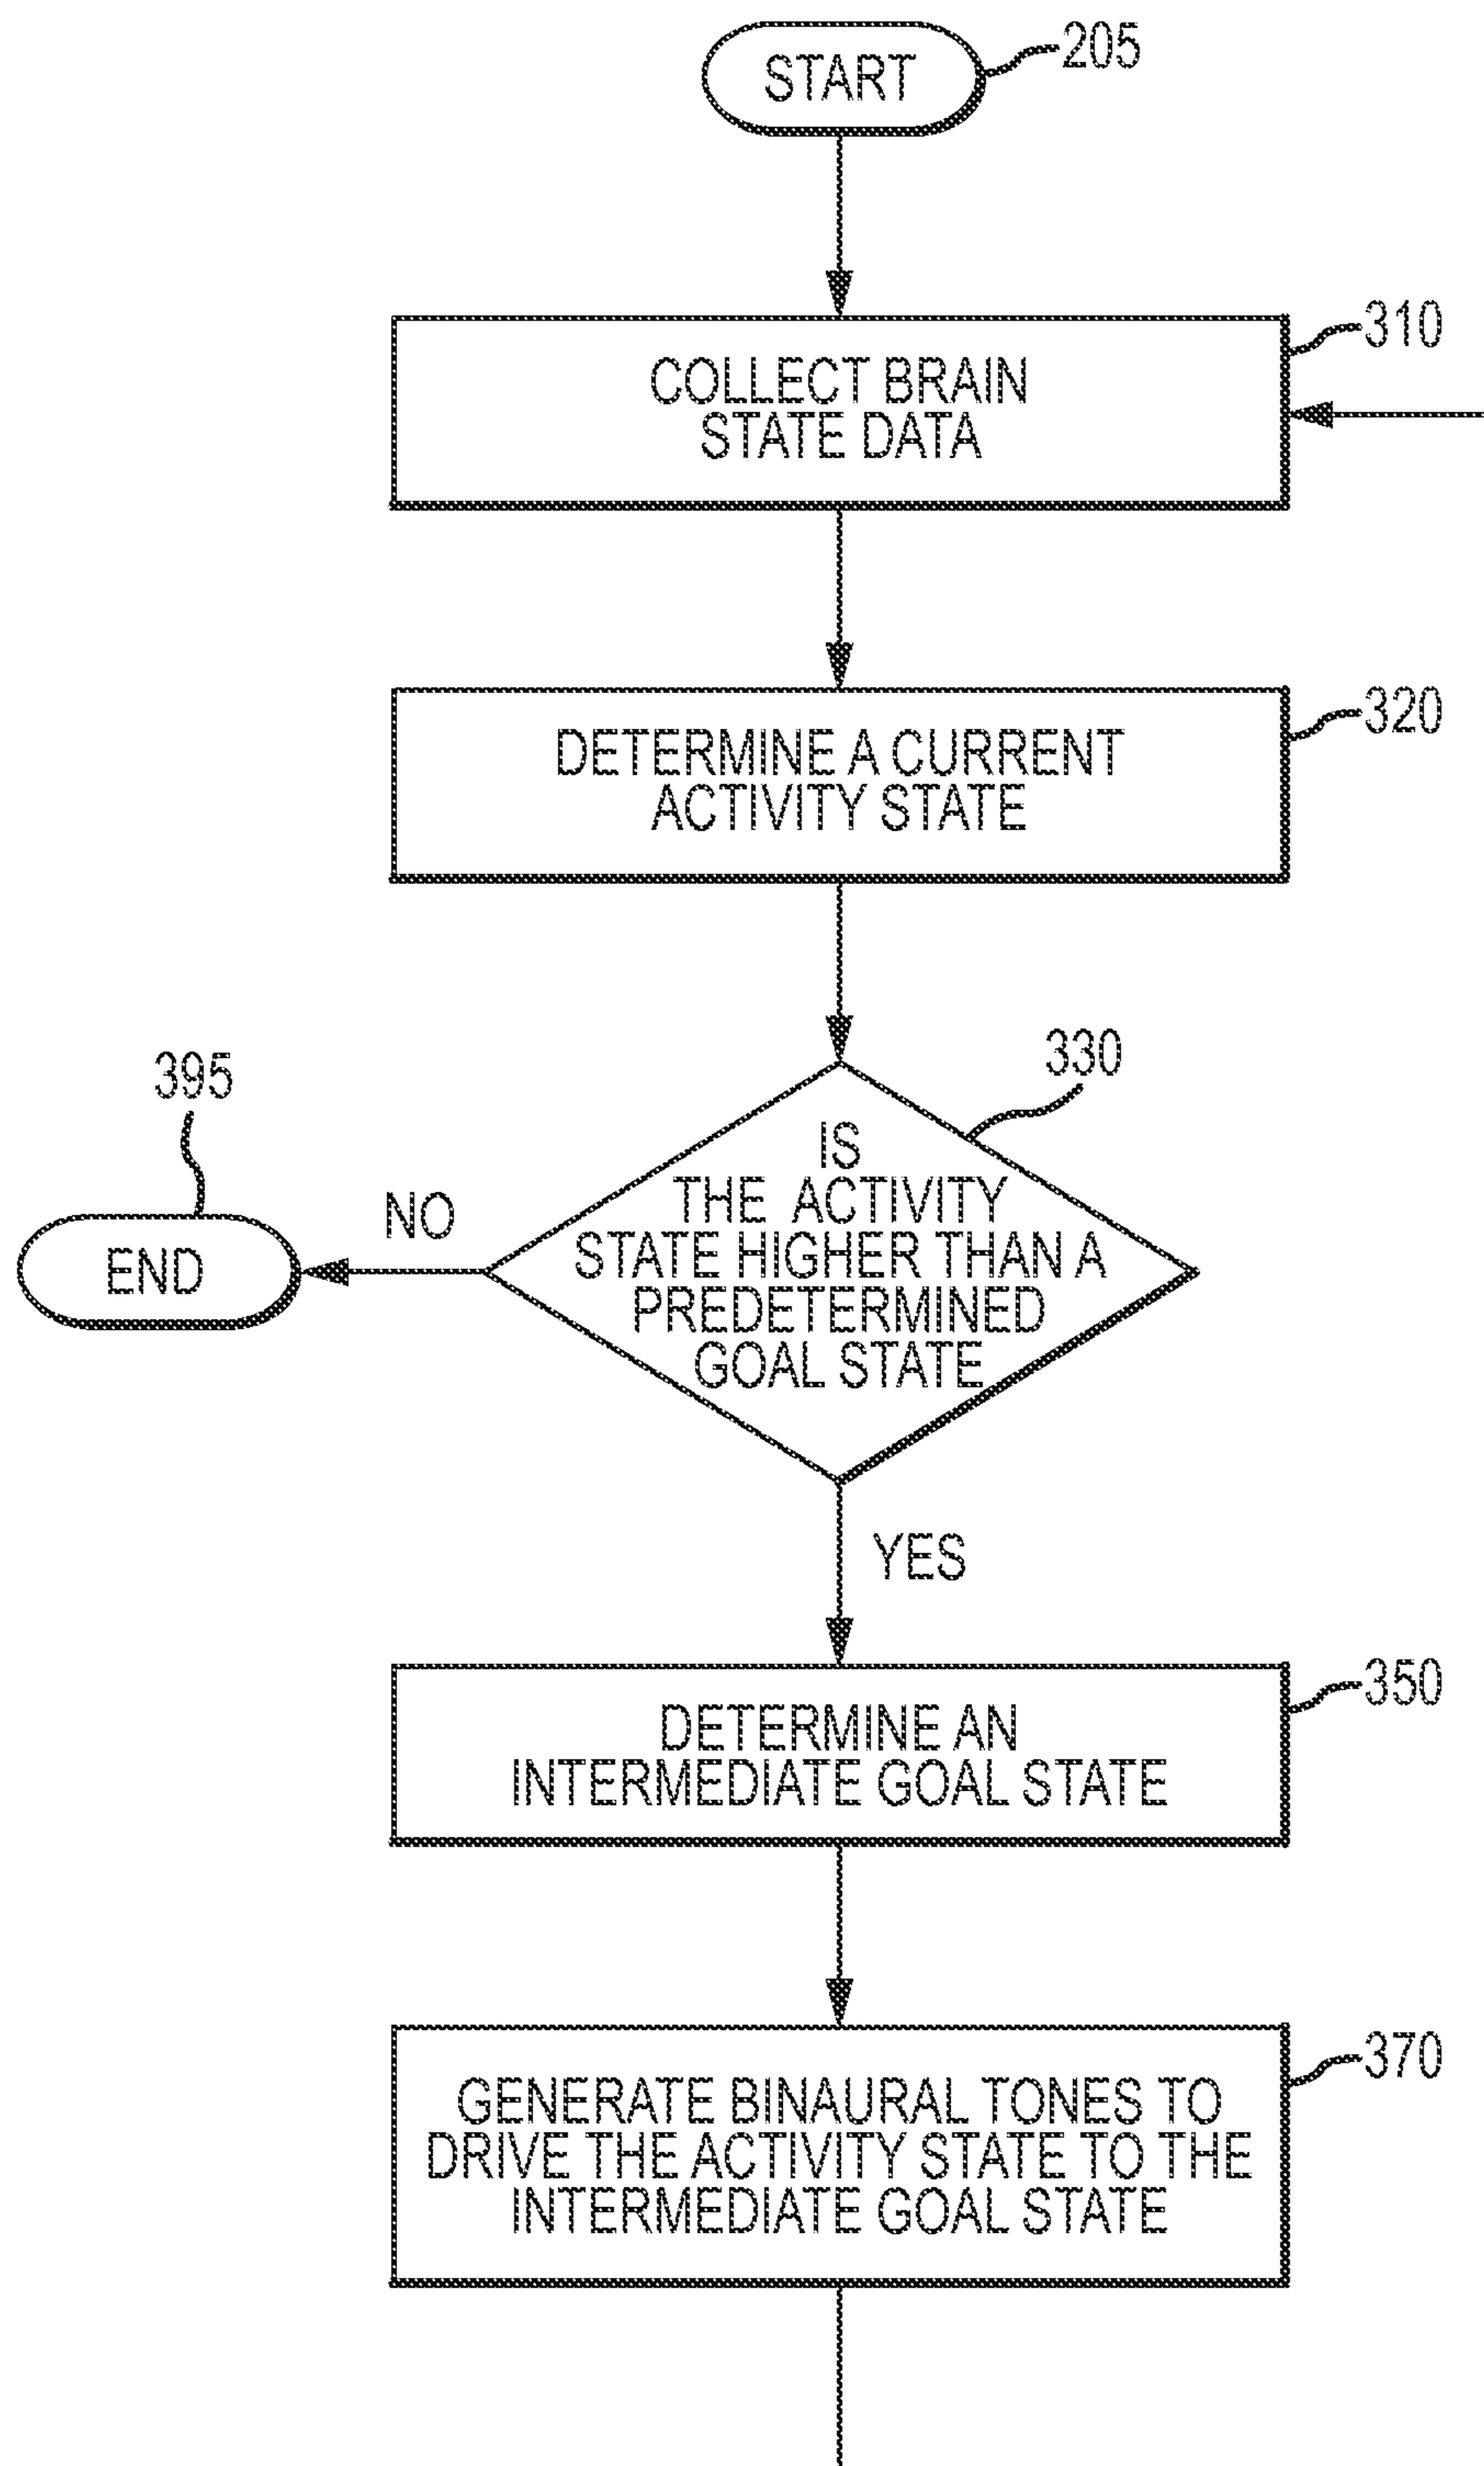 START
205
COLLECT BRAIN
STATE DATA
310
DETERMINE A CURRENT
ACTIVITY STATE
320
330
IS
THE ACTIVITY
STATE HIGHER THAN A
PREDETERMINED
GOAL STATE
395
END
NO
YES
DETERMINE AN
INTERMEDIATE GOAL STATE
350
GENERATE BINAURAL TONES TO
DRIVE THE ACTIVITY STATE TO THE
INTERMEDIATE GOAL STATE
370